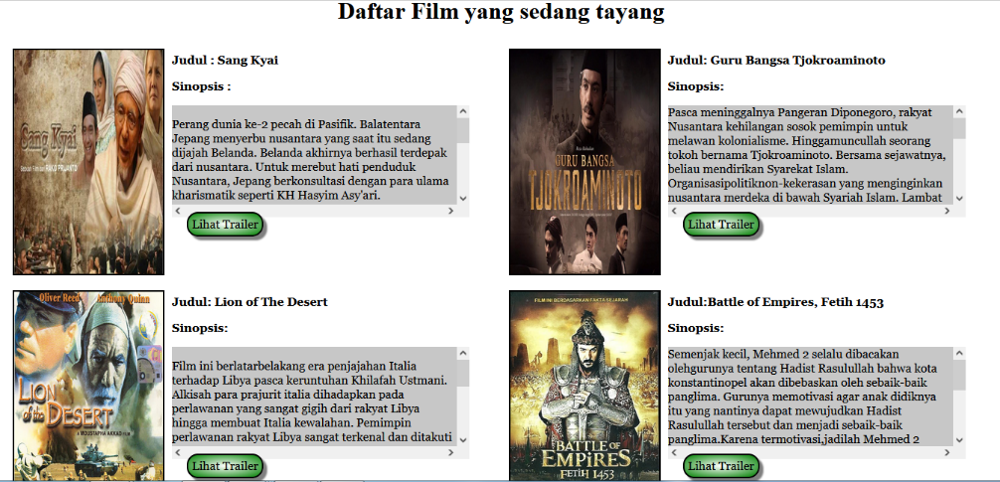 Daftar Film yang sedang tayang
Sang Kyai
Judul : Sang Kyai
Sinopsis :
Perang dunia ke-2 pecah di Pasifik. Balatentara
Jepang menyerbu nusantara yang saat itu sedang
dijajah Belanda. Belanda akhirnya berhasil terdepak
dari nusantara. Untuk merebut hati penduduk
Nusantara, Jepang berkonsultasi dengan para ulama
kharismatik seperti KH Hasyim Asy'ari.
Lihat Trailer
GURU BANGSA
TJOKROAMINOTO
Judul: Guru Bangsa Tjokroaminoto
Sinopsis:
Pasca meninggalnya Pangeran Diponegoro, rakyat
Nusantara kehilangan sosok pemimpin untuk
melawan kolonialisme. Hinggamuncullah seorang
tokoh bernama Tjokroaminoto. Bersama sejawatnya,
beliau mendirikan Syarekat Islam.
Organisasipolitiknon-kekerasan yang menginginkan
nusantara merdeka di bawah Syariah Islam. Lambat
Lihat Trailer
Oliver Reed Anthony Quinn
LION
of the DESERT
A MOUSTAPHA AKKAD FILM
Judul: Lion of The Desert
Sinopsis:
Film ini berlatarbelakang era penjajahan Italia
terhadap Libya pasca keruntuhan Khilafah Ustmani.
Alkisah para prajurit italia dihadapkan pada
perlawanan yang sangat gigih dari rakyat Libya
hingga membuat Italia kewalahan. Pemimpin
perlawanan rakyat Libya sangat terkenal dan ditakuti
Lihat Trailer
FILM INI BERDASARKAN FAKTA SEJARAH
BATTLE OF
EMPIRES
FETIH 1453
Judul:Battle of Empires, Fetih 1453
Sinopsis:
Semenjak kecil, Mehmed 2 selalu dibacakan
olehgurunya tentang Hadist Rasulullah bahwa kota
konstantinopel akan dibebaskan oleh sebaik-baik
panglima. Gurunya memotivasi agar anak didiknya
itu yang nantinya dapat mewujudkan Hadist
Rasulullah tersebut dan menjadi sebaik-baik
panglima.Karena termotivasi,jadilah Mehmed 2
Lihat Trailer